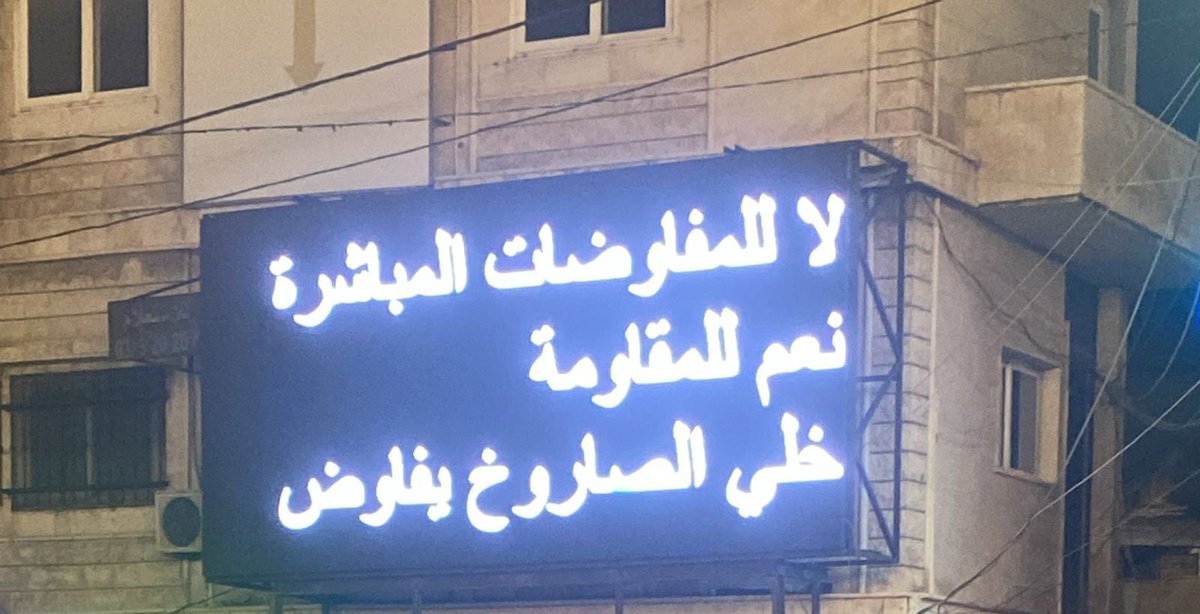 لا للمفاوضات المباشرة
نعم للمقاومة
خلي الصاروخ يفاوض